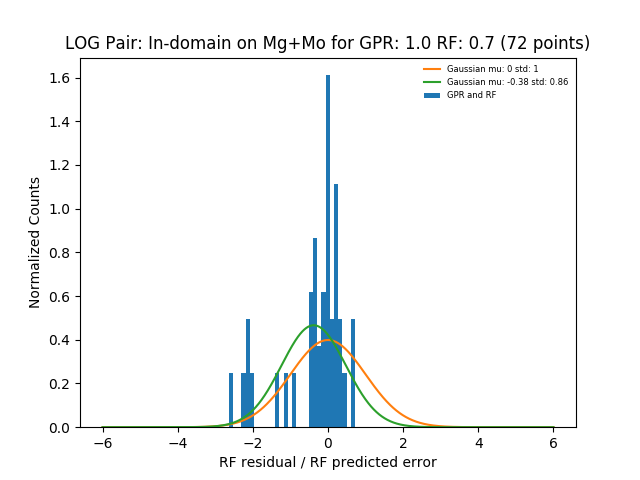 LOG Pair: In-domain on Mg+Mo for GPR: 1.0 RF: 0.7 (72 points)
Gaussian mu: 0 std: 1
Gaussian mu: -0.38 std: 0.86
GPR and RF
Normalized Counts
1.6
1.4
1.2
1.0
0.8
0.6
0.4
0.2
0.0
−6 −4 −2 0 2 4 6
RF residual / RF predicted error